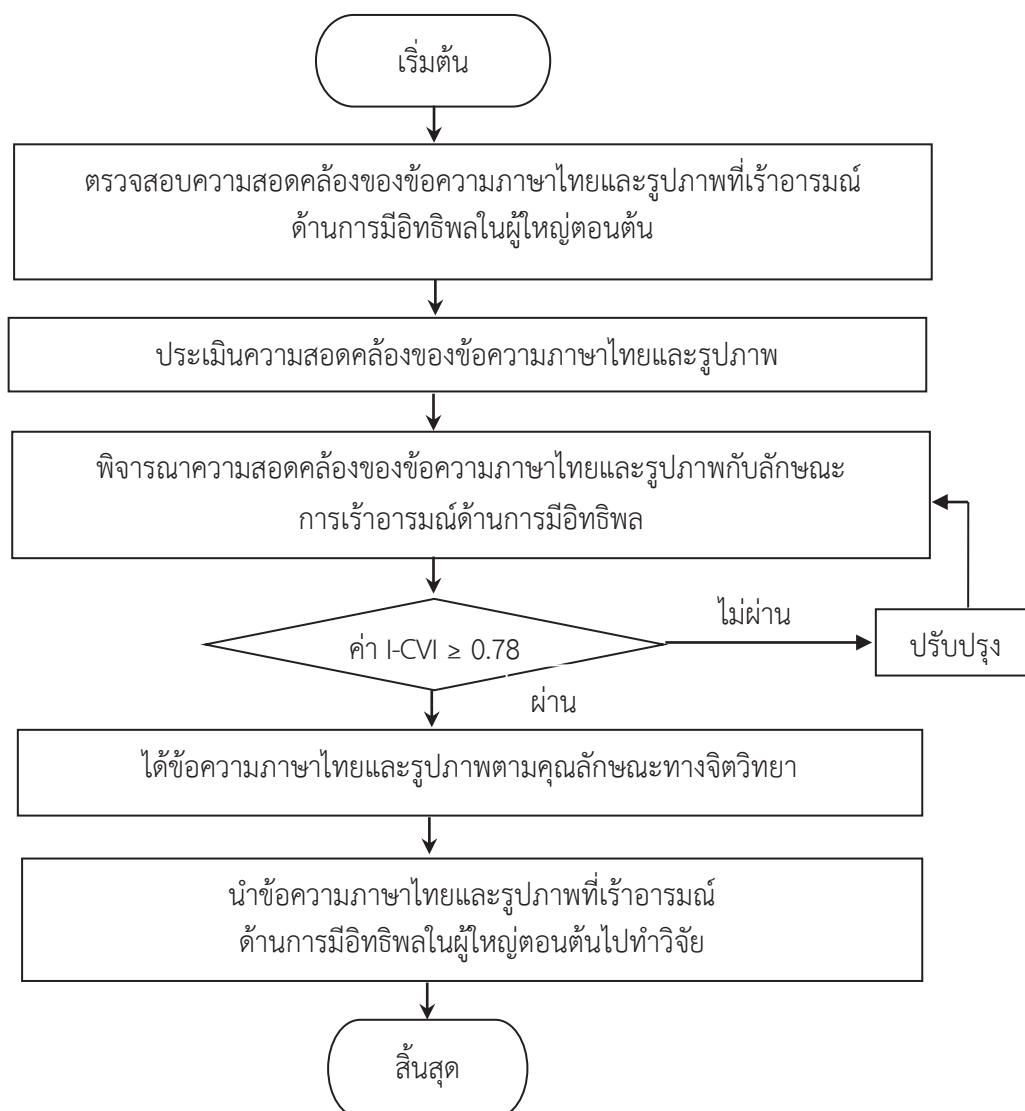 เริ่มต้น
ตรวจสอบความสอดคล้องของข้อความภาษาไทยและรูปภาพที่เร้าอารมณ์
ด้านการมีอิทธิพลในผู้ใหญ่ตอนต้น
ประเมินความสอดคล้องของข้อความภาษาไทยและรูปภาพ
พิจารณาความสอดคล้องของข้อความภาษาไทยและรูปภาพกับลักษณะ
การเร้าอารมณ์ด้านการมีอิทธิพล
ค่า I-CVI ≥ 0.78
ไม่ผ่าน
ปรับปรุง
ผ่าน
ได้ข้อความภาษาไทยและรูปภาพตามคุณลักษณะทางจิตวิทยา
นำข้อความภาษาไทยและรูปภาพที่เร้าอารมณ์
ด้านการมีอิทธิพลในผู้ใหญ่ตอนต้นไปทำวิจัย
สิ้นสุด